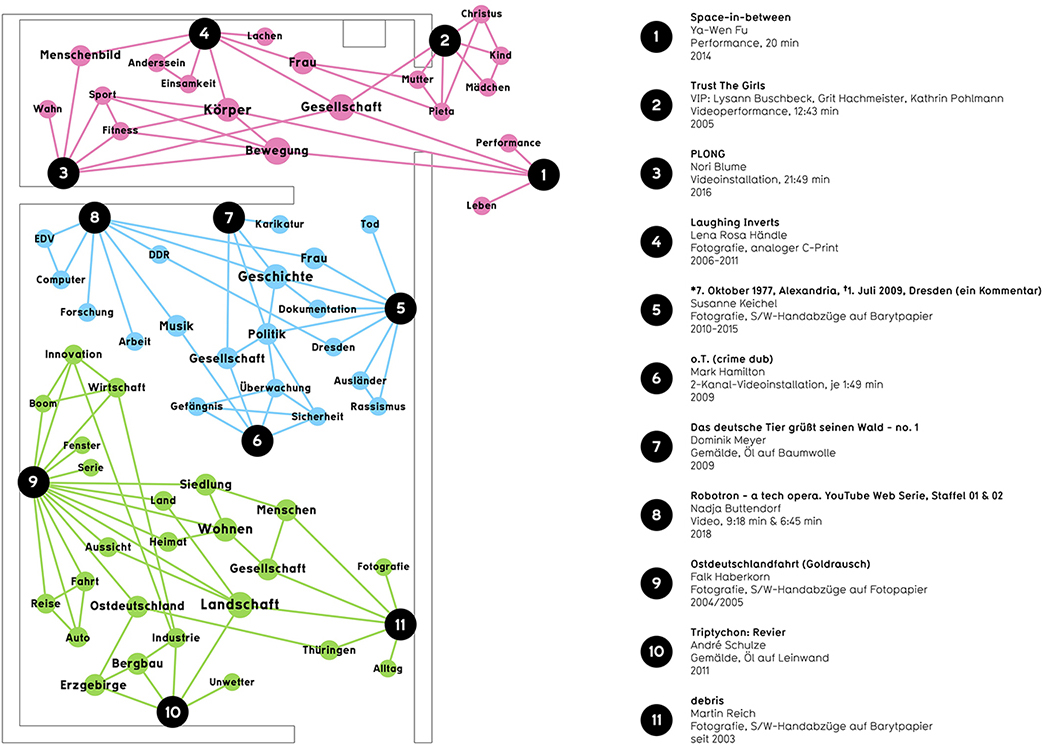 Christus
4
2
Lachen
Menschenbild
Kind
Anderssein
Frau
Mutter
Einsamkeit
Mädchen
Sport
Wahn
Körper
Gesellschaft
Pieta
Fitness
Bewegung
Performance
3
1
Leben
8
7
Karikatur
Tod
EDV
DDR
Frau
Computer
Geschichte
Forschung
Dokumentation
5
Musik
Politik
Arbeit
Dresden
Gesellschaft
Innovation
Wirtschaft
Überwachung
Ausländer
Boom
Gefängnis
Rassismus
Sicherheit
6
Fenster
Serie
9
Siedlung
Land
Menschen
Wohnen
Heimat
Aussicht
Gesellschaft
Fotografie
Fahrt
Reise
Ostdeutschland
Landschaft
11
Auto
Industrie
Thüringen
Bergbau
Alltag
Erzgebirge
Unwetter
10
1
Space-in-between
Ya-Wen Fu
Performance, 20 min
2014
2
Trust The Girls
VIP: Lysann Buschbeck, Grit Hachmeister, Kathrin Pohlmann
Videoperformance, 12:43 min
2005
3
PLONG
Nori Blume
Videoinstallation, 21:49 min
2016
4
Laughing Inverts
Lena Rosa Händle
Fotografie, analoger C-Print
2006-2011
5
*7. Oktober 1977, Alexandria, †1. Juli 2009, Dresden (ein Kommentar)
Susanne Keichel
Fotografie, S/W-Handabzüge auf Barytpapier
2010-2015
6
o.T. (crime dub)
Mark Hamilton
2-Kanal-Videoinstallation, je 1:49 min
2009
7
Das deutsche Tier grüßt seinen Wald - no. 1
Dominik Meyer
Gemälde, Öl auf Baumwolle
2009
8
Robotron - a tech opera. YouTube Web Serie, Staffel 01 & 02
Nadja Buttendorf
Video, 9:18 min & 6:45 min
2018
9
Ostdeutschlandfahrt (Goldrausch)
Falk Haberkorn
Fotografie, S/W-Handabzüge auf Fotopapier
2004/2005
10
Triptychon: Revier
André Schulze
Gemälde, Öl auf Leinwand
2011
11
debris
Martin Reich
Fotografie, S/W-Handabzüge auf Barytpapier
seit 2003